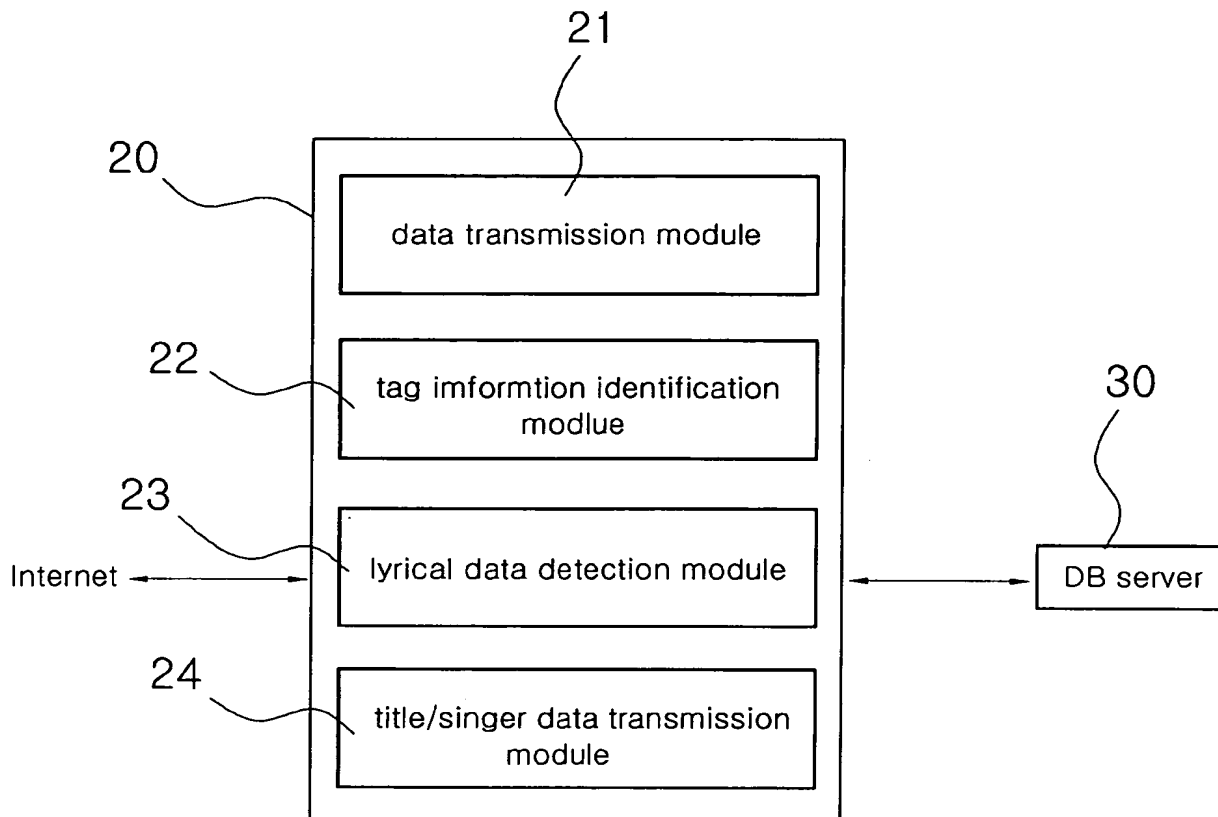 21
20
data transmission module
22
tag imformtion identification
modlue
30
23
Internet
lyrical data detection module
DB server
24
title/singer data transmission
module